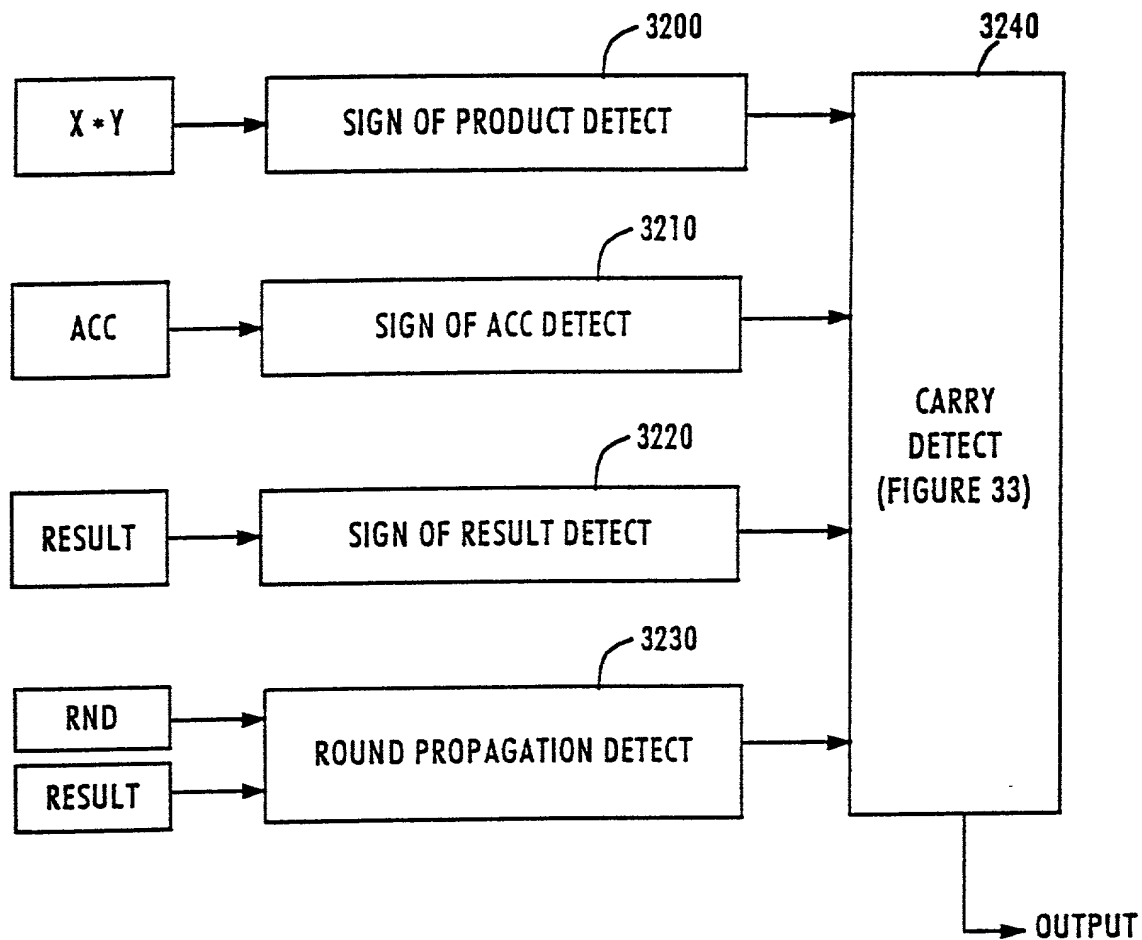 3200
3240
X * Y
SIGN OF PRODUCT DETECT
3210
ACC
SIGN OF ACC DETECT
CARRY
DETECT
(FIGURE 33)
3220
RESULT
SIGN OF RESULT DETECT
3230
RND
RESULT
ROUND PROPAGATION DETECT
OUTPUT